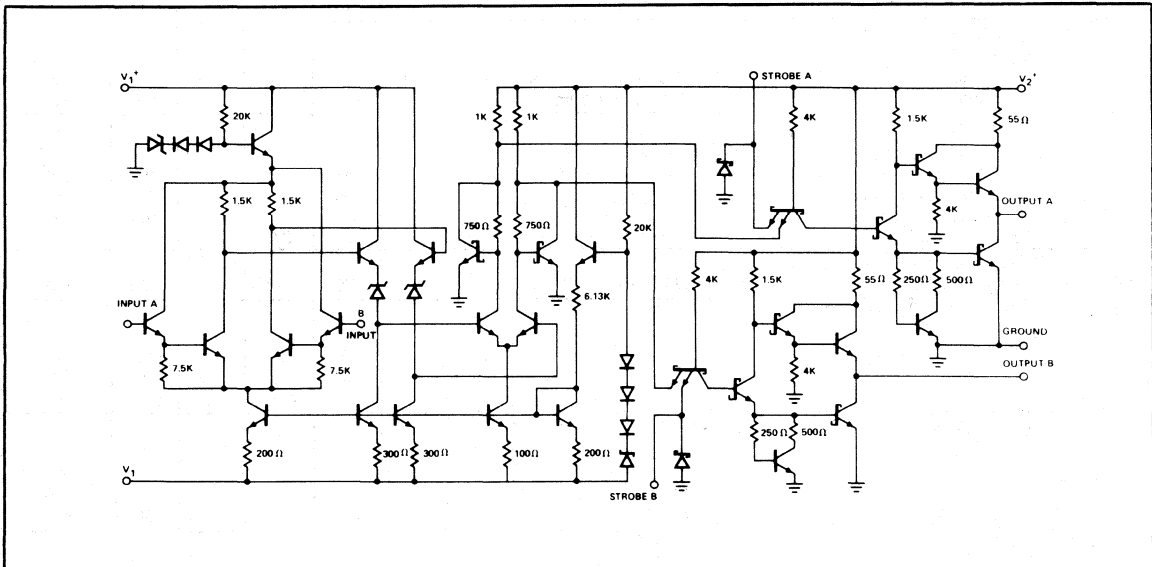 V₁⁺
STROBE A
V₂⁺
20K
1K
1K
4K
1.5K
55Ω
1.5K
1.5K
4K
OUTPUT A
750Ω
750Ω
20K
4K
1.5K
55Ω
250Ω
500Ω
6.13K
INPUT A
B
INPUT
GROUND
7.5K
7.5K
4K
OUTPUT B
200Ω
300Ω
300Ω
100Ω
200Ω
250Ω
500Ω
V₁
STROBE B